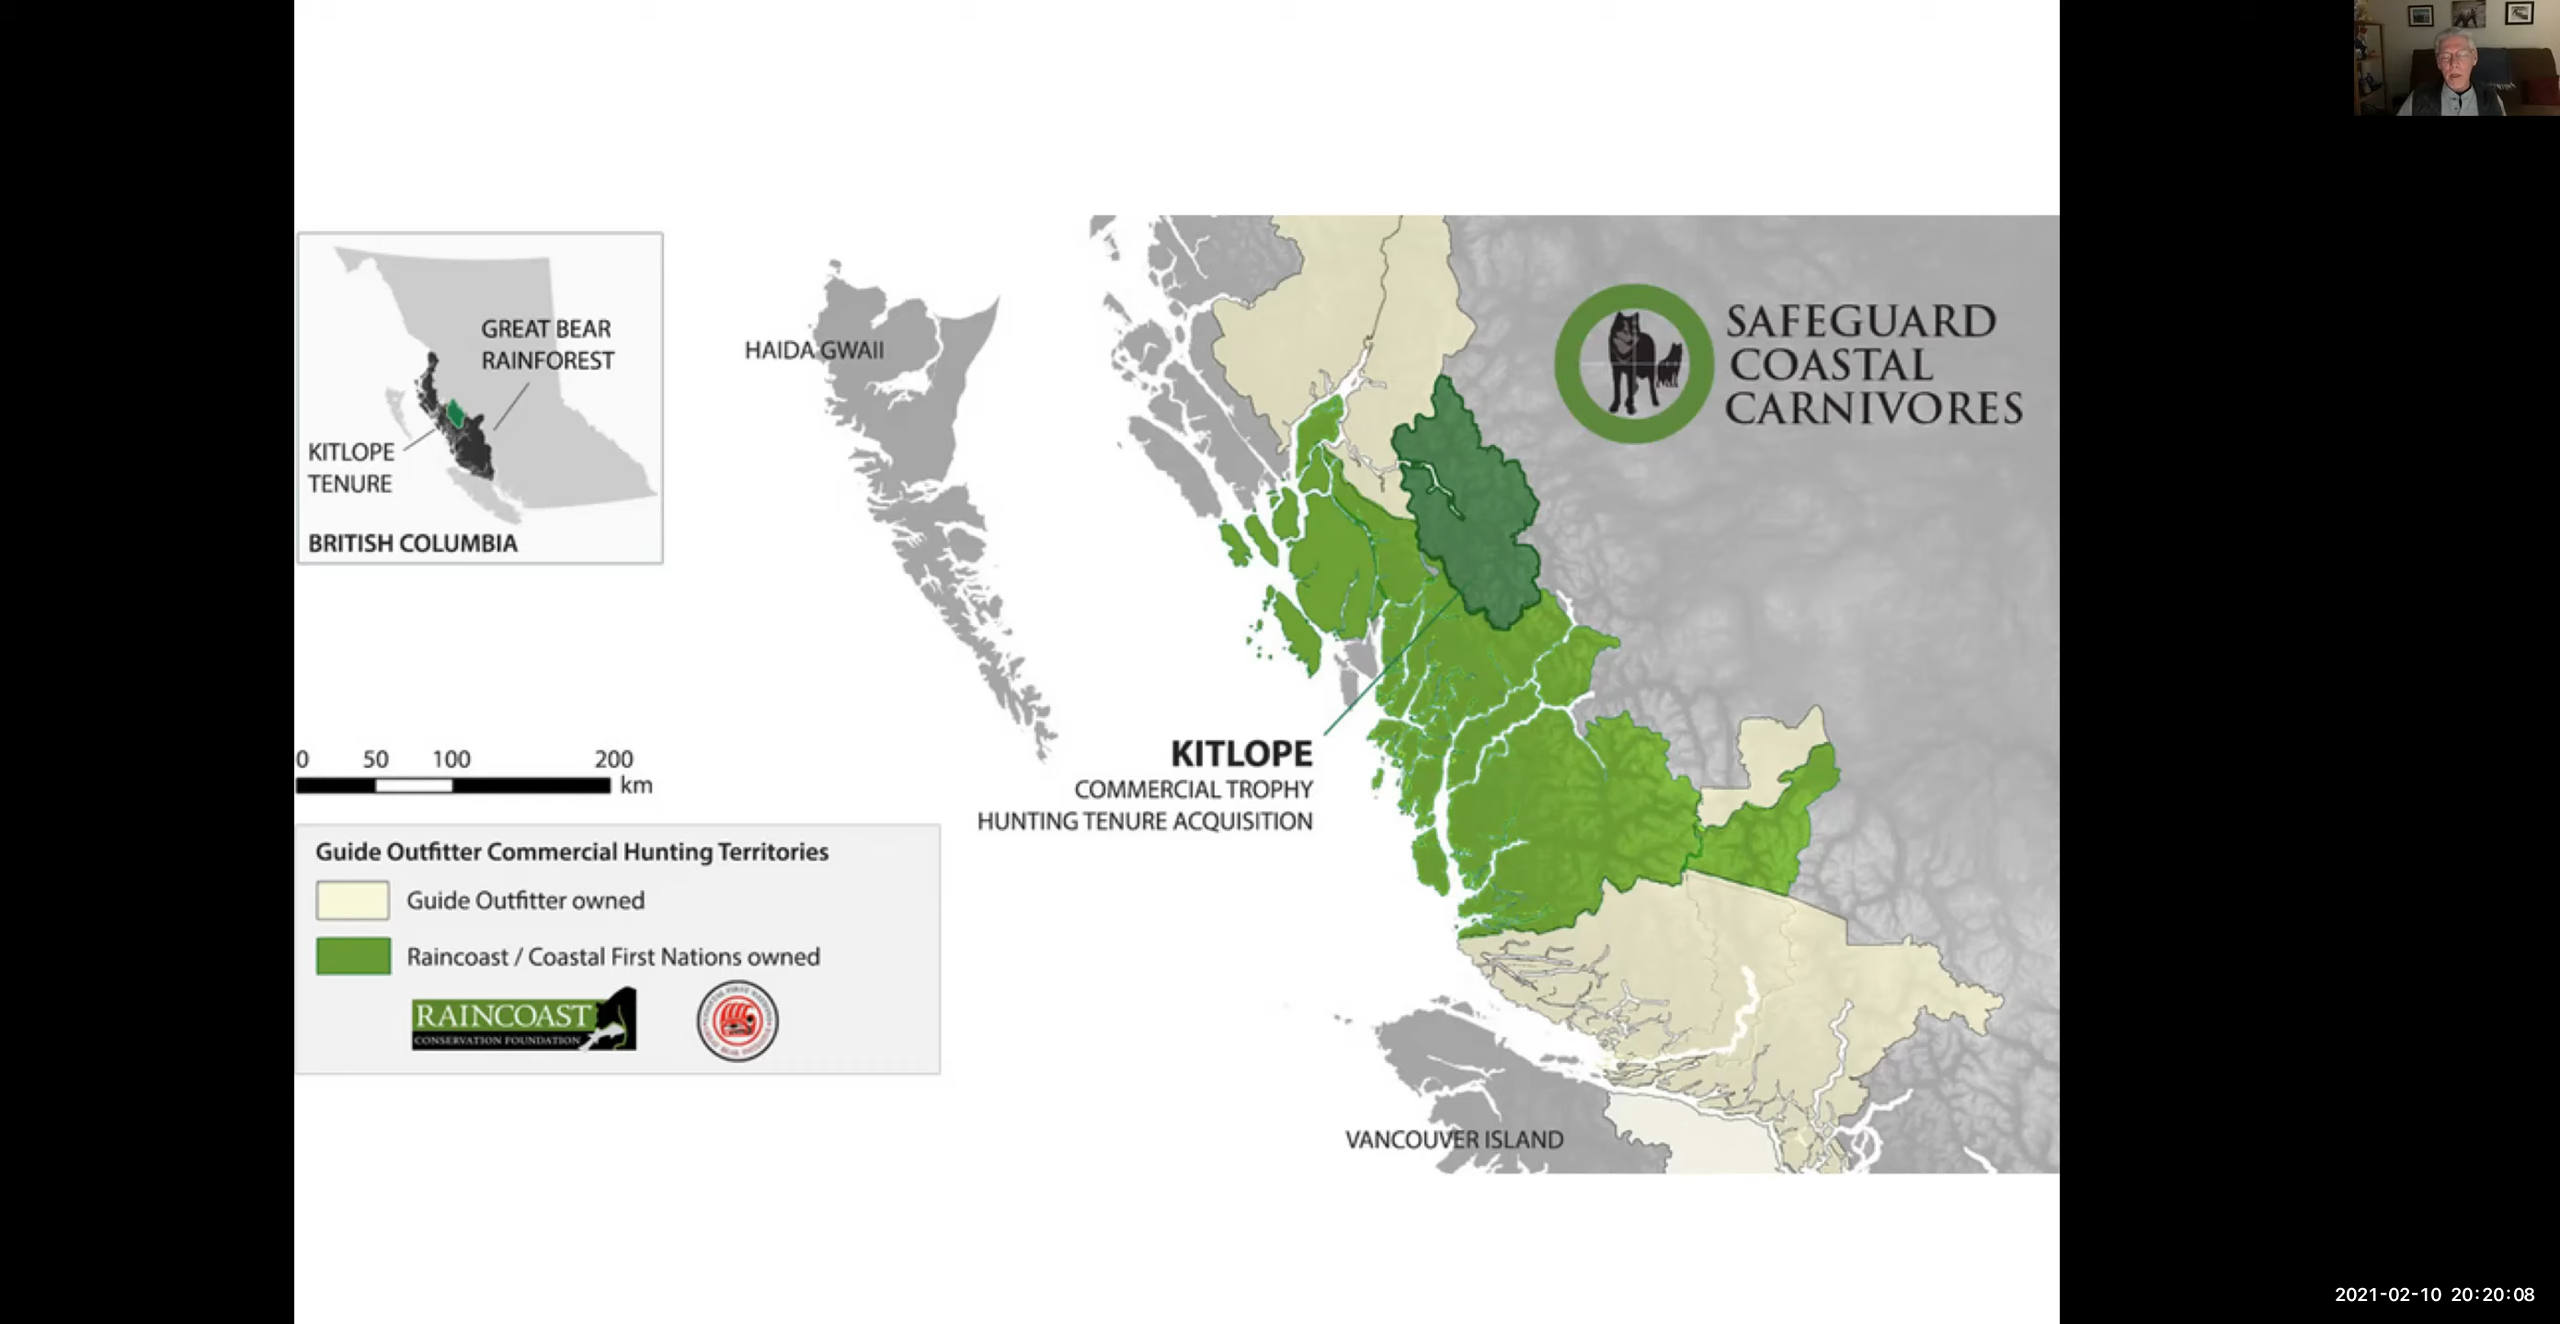 GREAT BEAR
RAINFOREST
KITLOPE
TENURE
BRITISH COLUMBIA
HAIDA GWAII
SAFEGUARD
COASTAL
CARNIVORES
0 50 100 200
km
KITLOPE
COMMERCIAL TROPHY
HUNTING TENURE ACQUISITION
Guide Outfitter Commercial Hunting Territories
Guide Outfitter owned
Raincoast / Coastal First Nations owned
RAINCOAST
CONSERVATION FOUNDATION
VANCOUVER ISLAND
2021-02-10 20:20:08